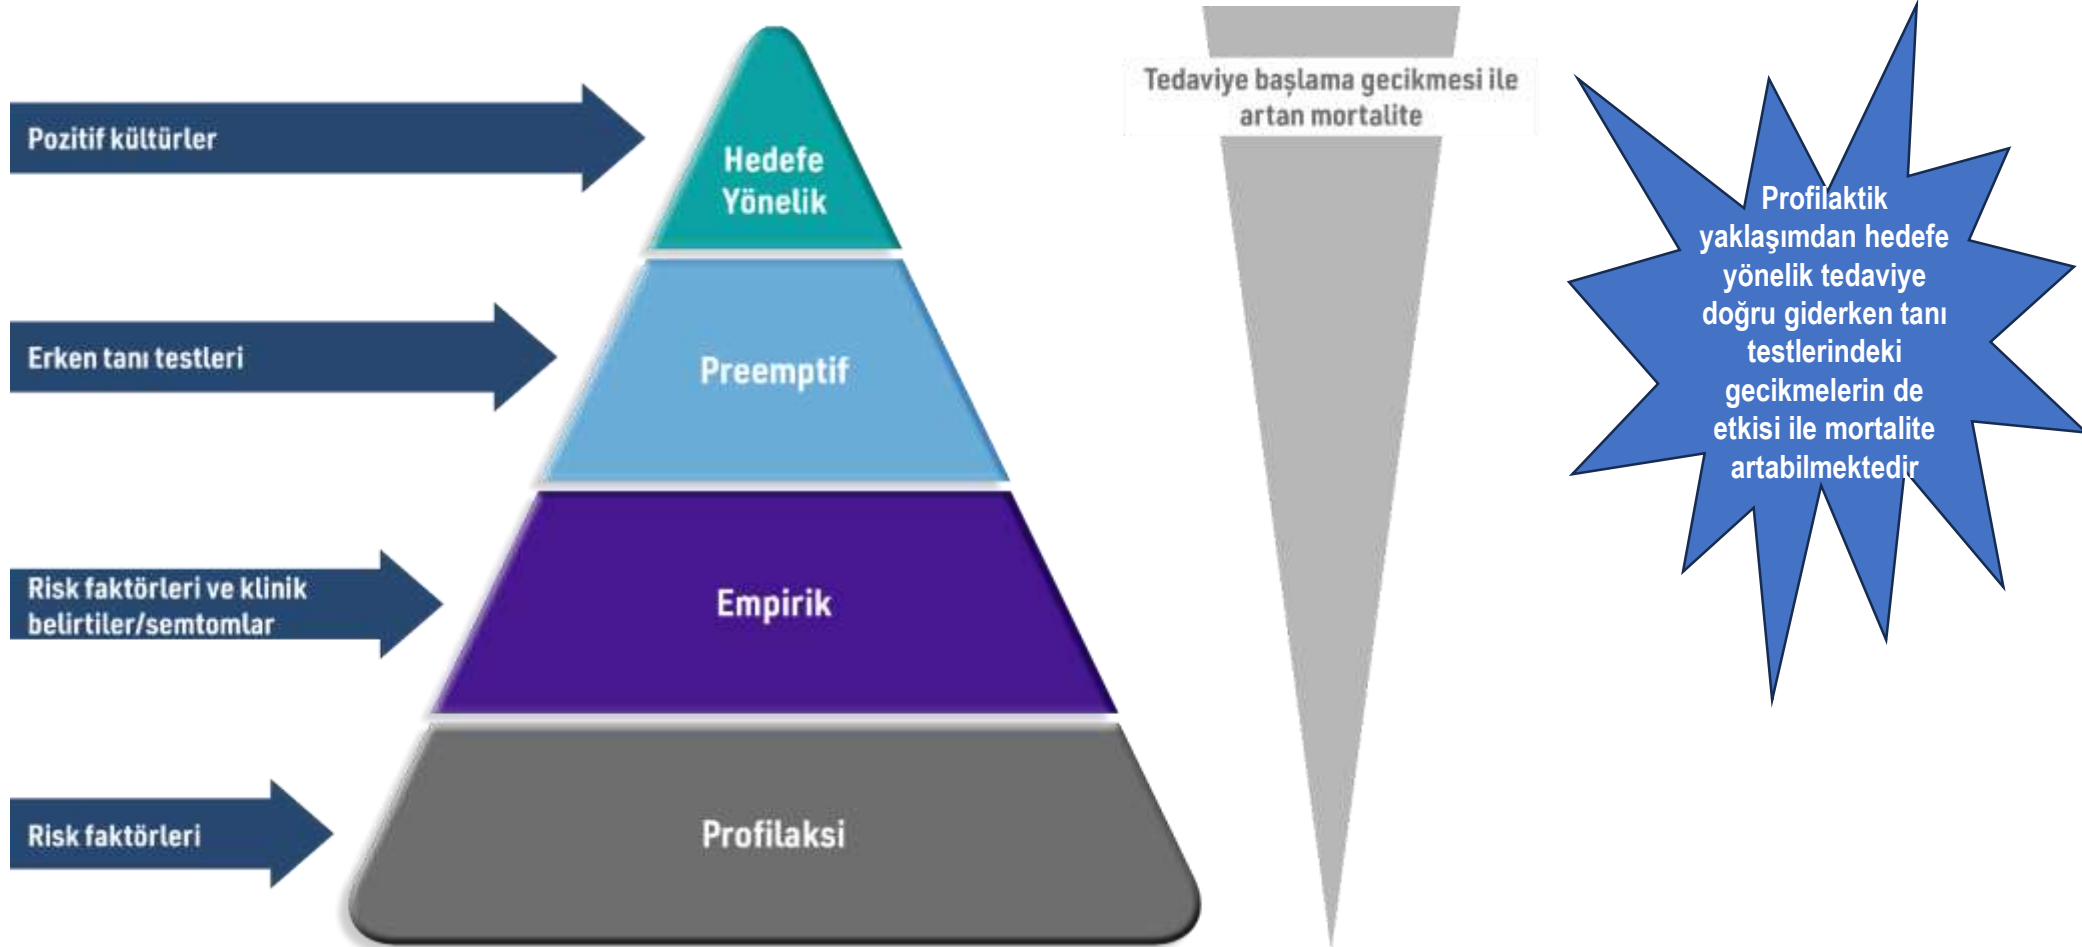 Pozitif kültürler
Hedefe
Yönelik
Erken tanı testleri
Preemptif
Risk faktörleri ve klinik
belirtiler/semtomlar
Empirik
Risk faktörleri
Profilaksi
Tedaviye başlama gecikmesi ile
artan mortalite
Profilaktik
yaklaşımdan hedefe
yönelik tedaviye
doğru giderken tanı
testlerindeki
gecikmelerin de
etkisi ile mortalite
artabilmektedir